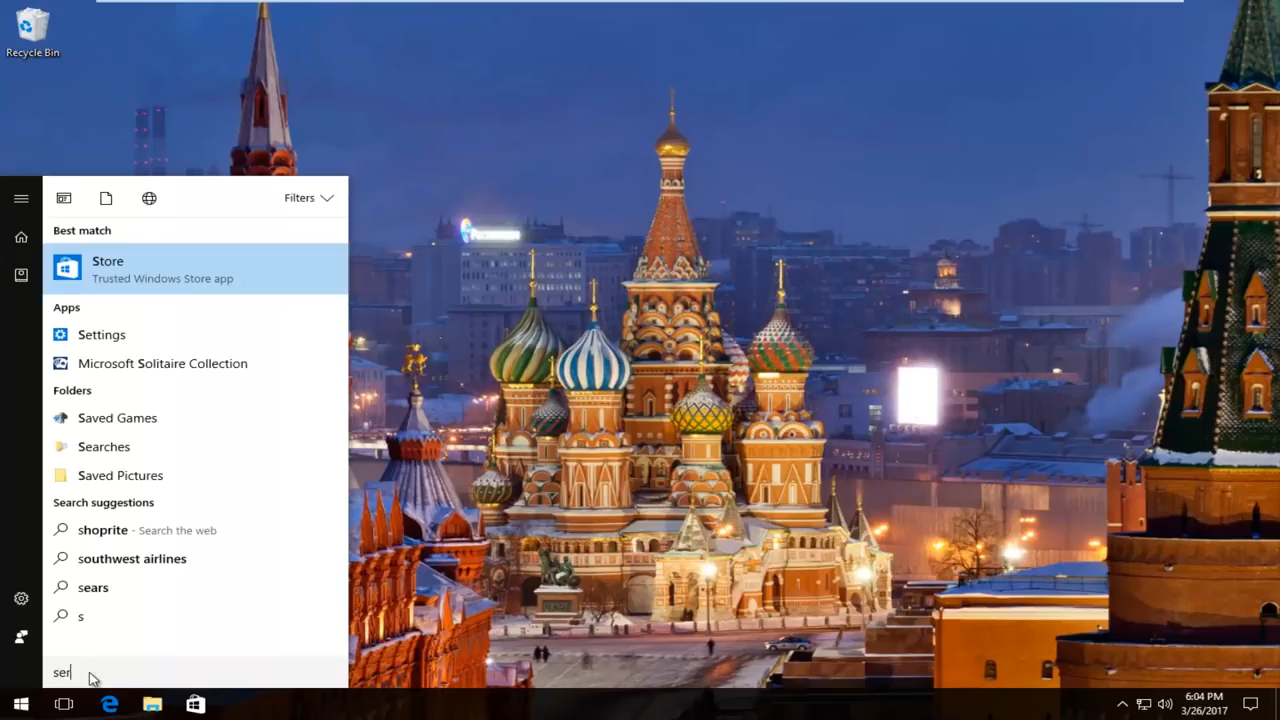 Recycle Bin
Filters
Best match
Store
Trusted Windows Store app
Apps
Settings
Microsoft Solitaire Collection
Folders
Saved Games
Searches
Saved Pictures
Search suggestions
shoprite - Search the web
southwest airlines
sears
s
ser
6:04 PM
3/26/2017